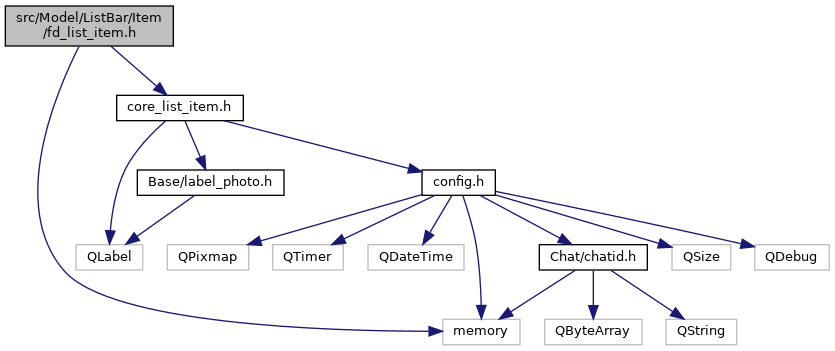 src/Model/ListBar/Item
/fd_list_item.h
core_list_item.h
Base/label_photo.h
config.h
QLabel
QPixmap
QTimer
QDateTime
Chat/chatid.h
QSize
QDebug
memory
QByteArray
QString